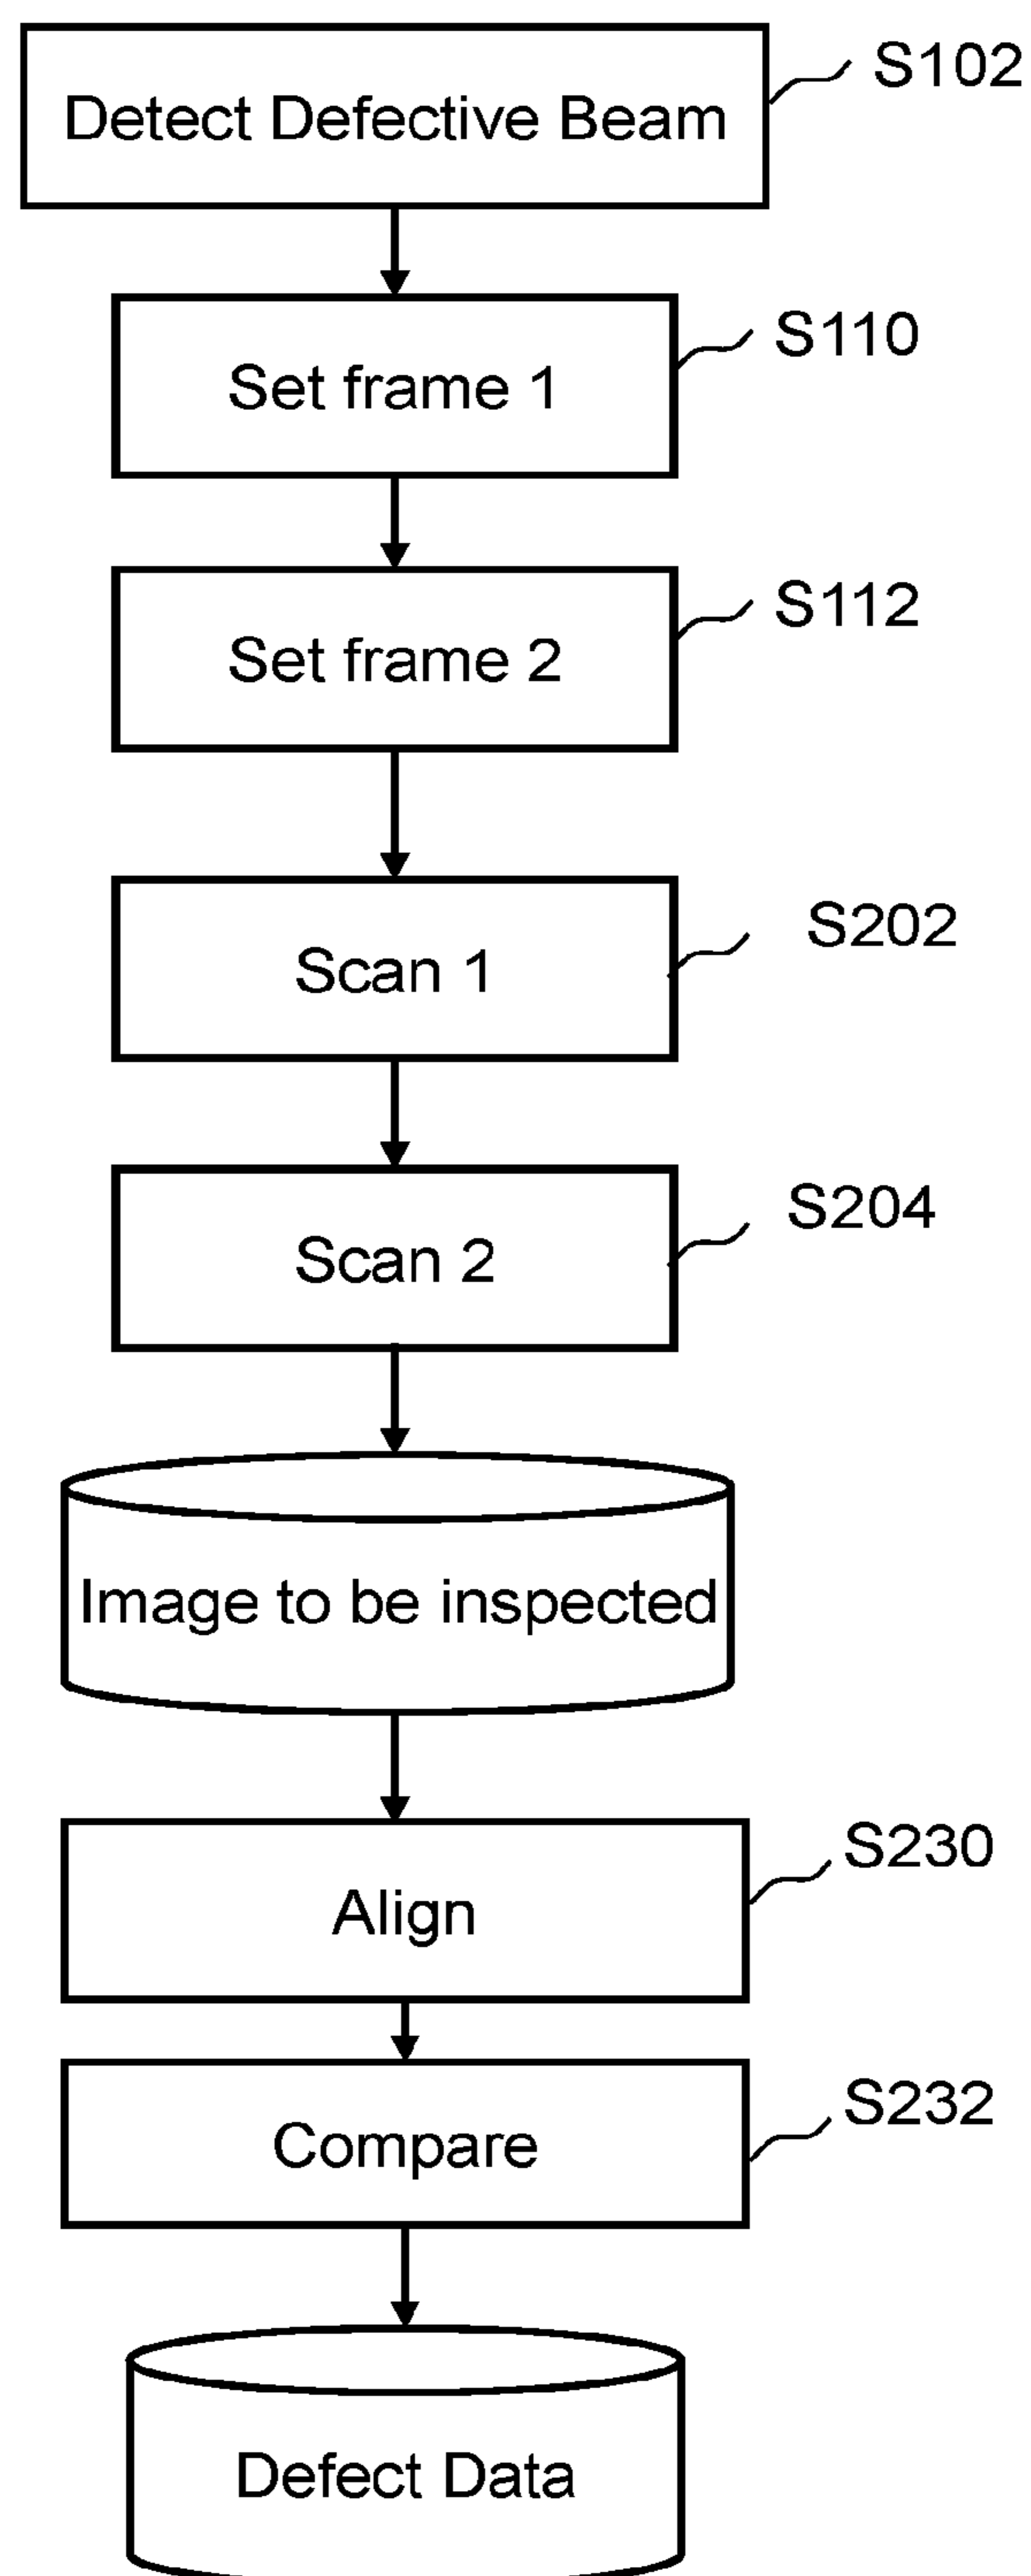 Detect Defective Beam
S102
Set frame 1
S110
Set frame 2
S112
Scan 1
S202
Scan 2
S204
Image to be inspected
Align
S230
Compare
S232
Defect Data